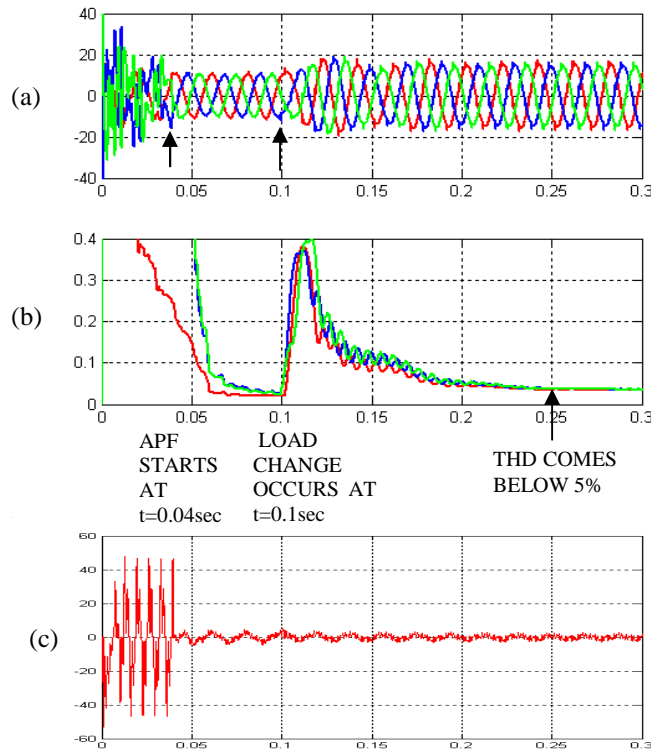 (a)
40
20
0
-20
-40
0 0.05 0.1 0.15 0.2 0.25 0.3
(b)
0.4
0.3
0.2
0.1
0
0 0.05 0.1 0.15 0.2 0.25 0.3
APF
STARTS
AT
t=0.04sec
LOAD
CHANGE
OCCURS AT
t=0.1sec
THD COMES
BELOW 5%
(c)
60
40
20
0
-20
-40
-60
0 0.05 0.1 0.15 0.2 0.25 0.3